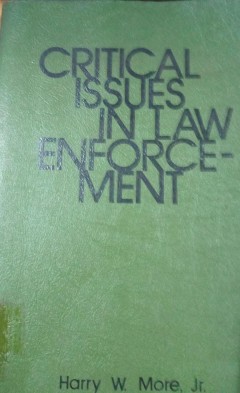 CRITICAL
ISSUES
IN LAW
ENFORCE-
MENT
Harry W. More, Jr.